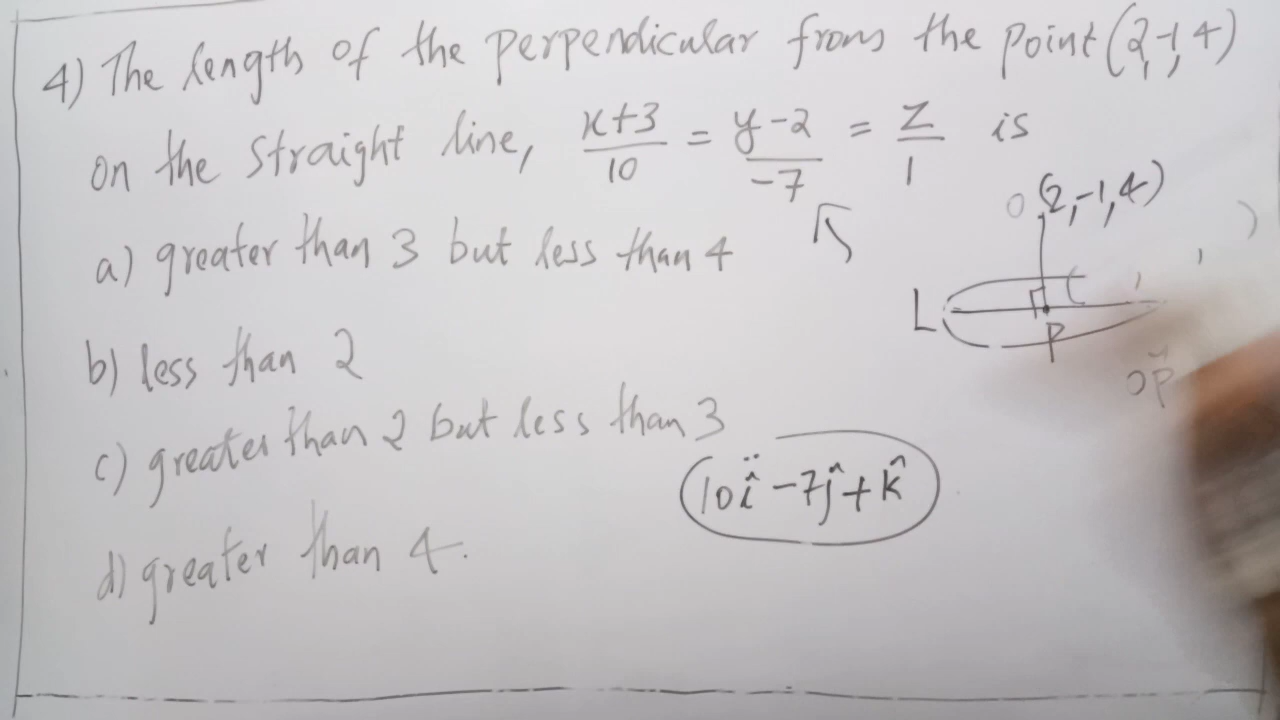 4) The length of the perpendicular from the point (2,-1,4)
on the straight line, x+3/10 = y-2/-7 = z/1 is
a) greater than 3 but less than 4
b) less than 2
c) greater than 2 but less than 3
d) greater than 4.
O (2,-1,4)
L
P
OP
10î -7ĵ+k̂